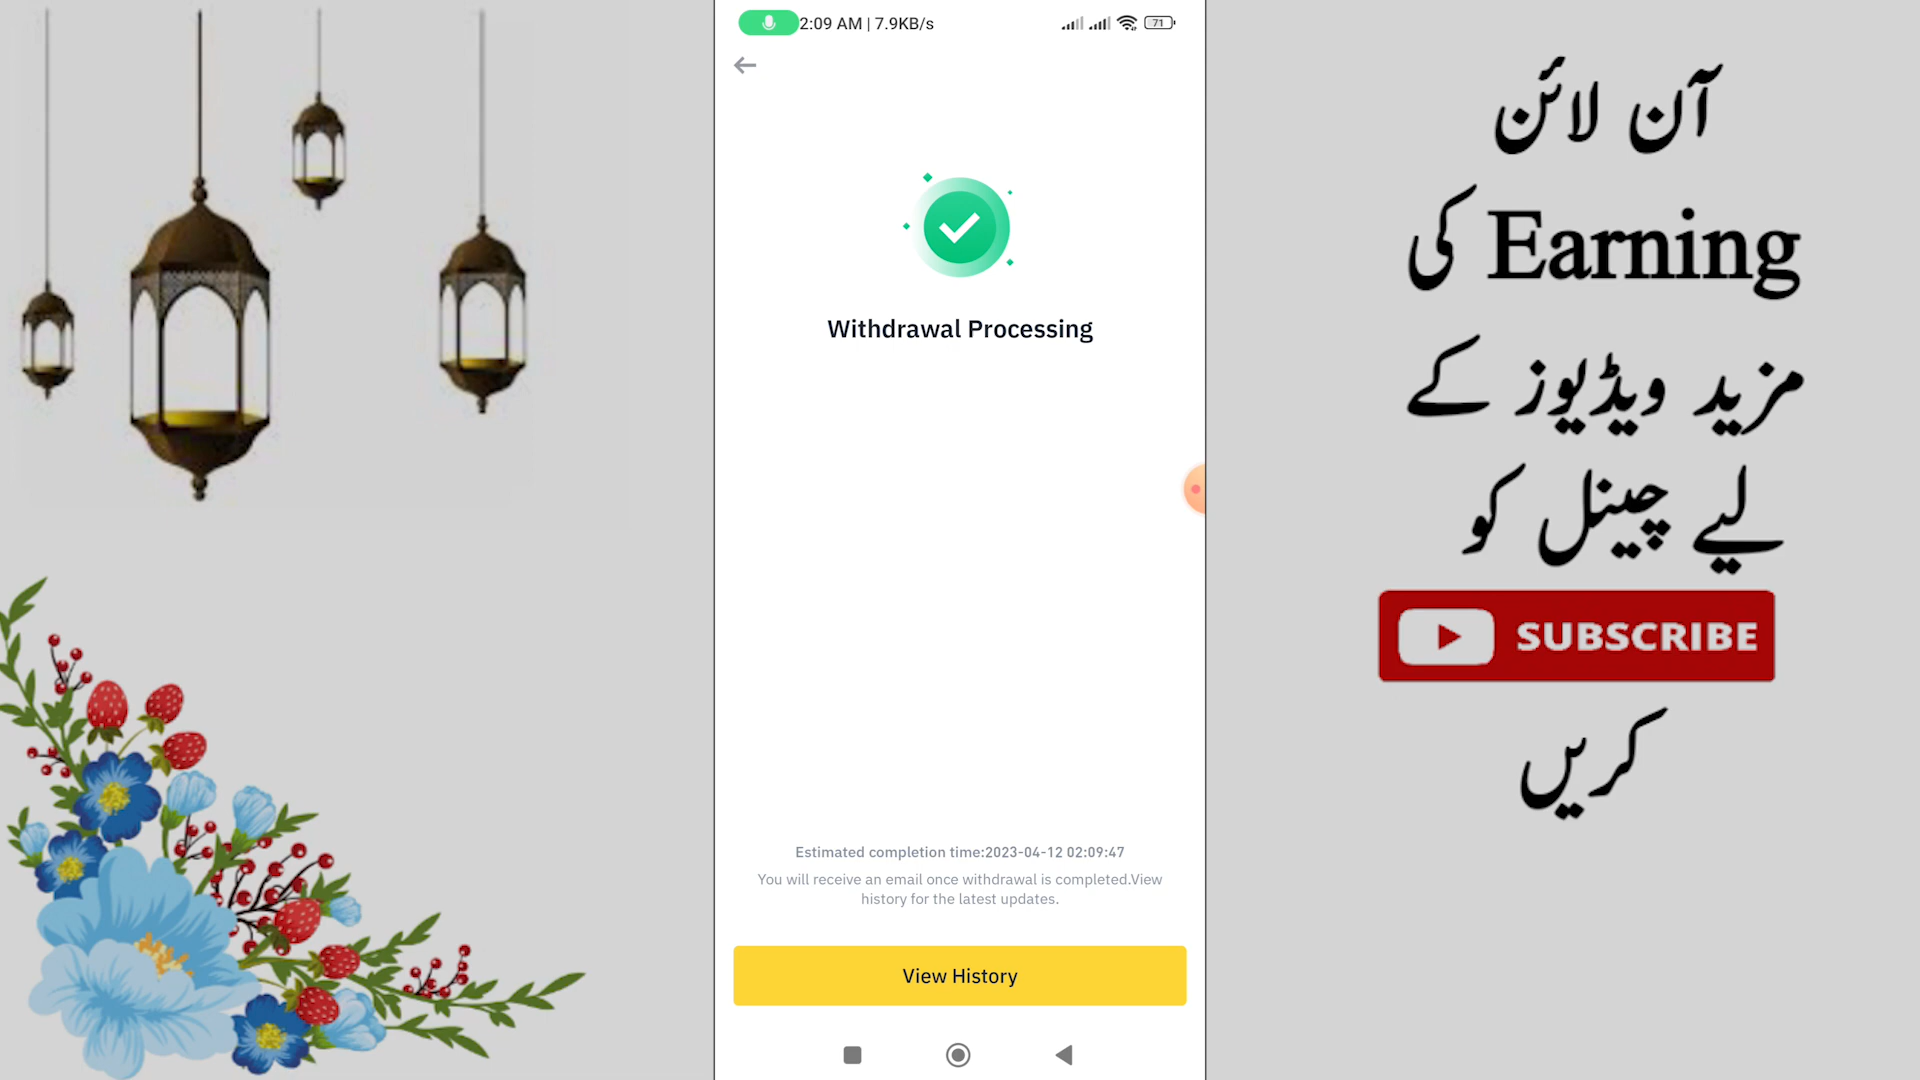 2:09 AM | 7.9KB/s
71
Withdrawal Processing
Estimated completion time:2023-04-12 02:09:47
You will receive an email once withdrawal is completed.View
history for the latest updates.
View History
آن لائن
Earning کی
مزید ویڈیوز کے
لیے چینل کو
SUBSCRIBE
کریں